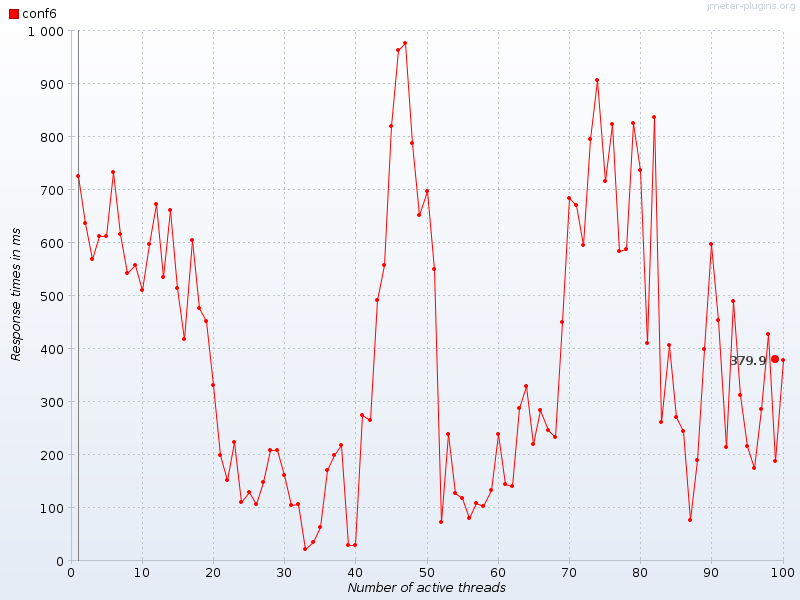 jmeter-plugins.org
conf6
1 000
900
800
700
600
500
400
300
200
100
0
Response times in ms
379.9
0 10 20 30 40 50 60 70 80 90 100
Number of active threads